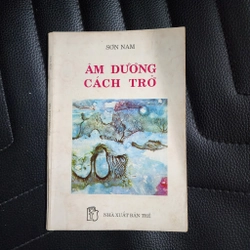 SƠN NAM
ÂM DƯƠNG
CÁCH TRỞ
NHÀ XUẤT BẢN TRẺ